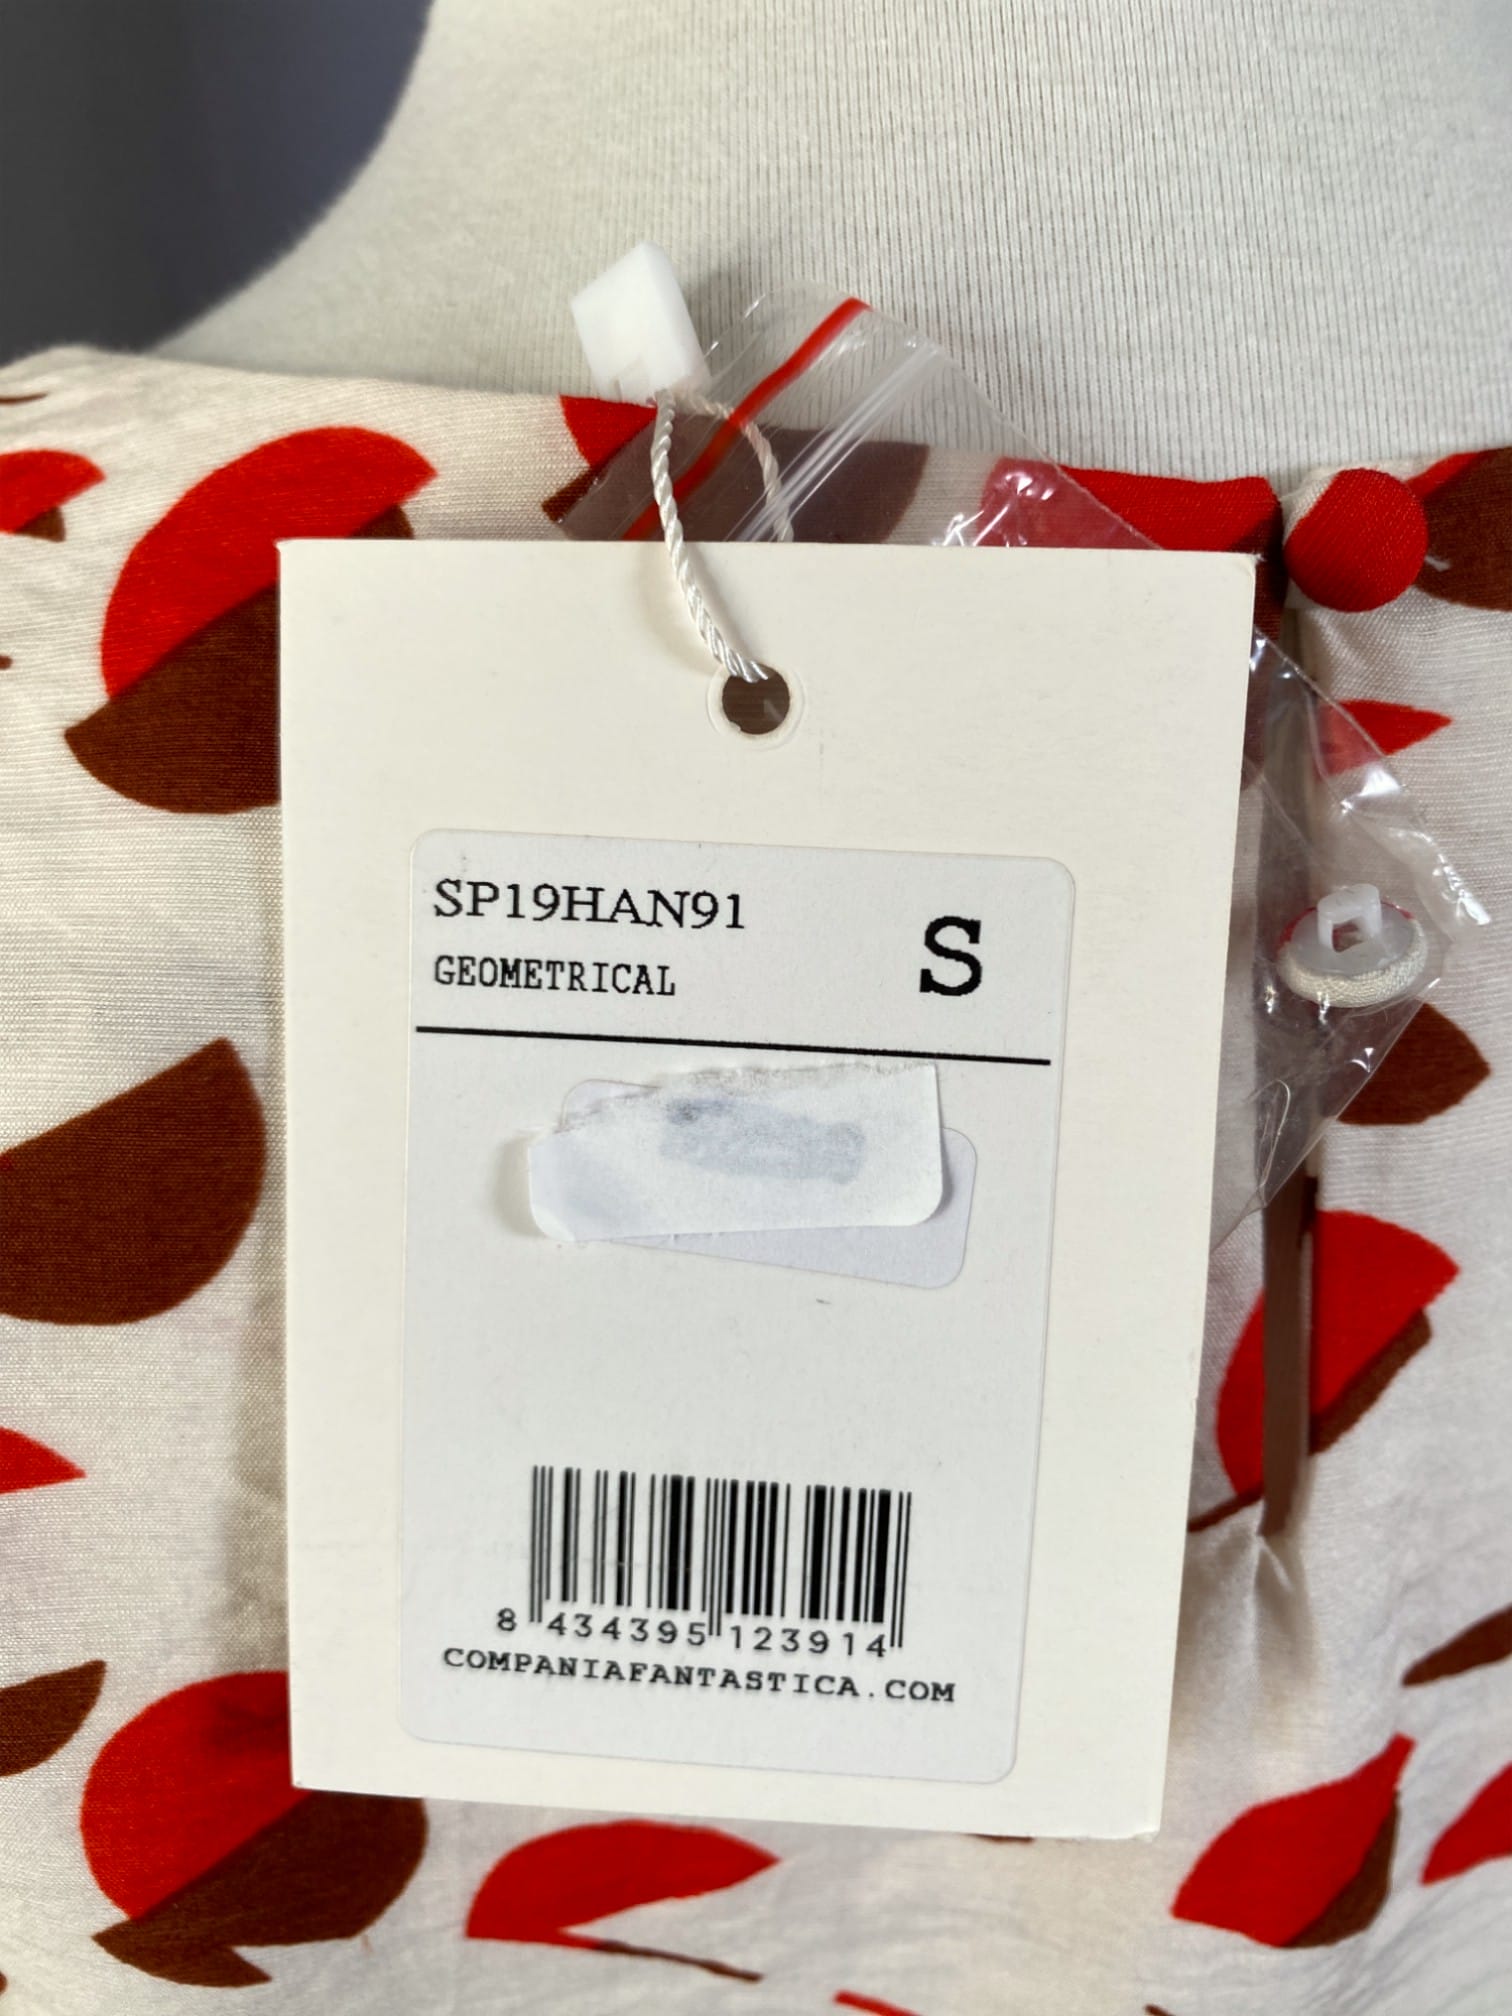 SP19HAN91
GEOMETRICAL
S
8 434395 123914
COMPANIAFANTASTICA.COM